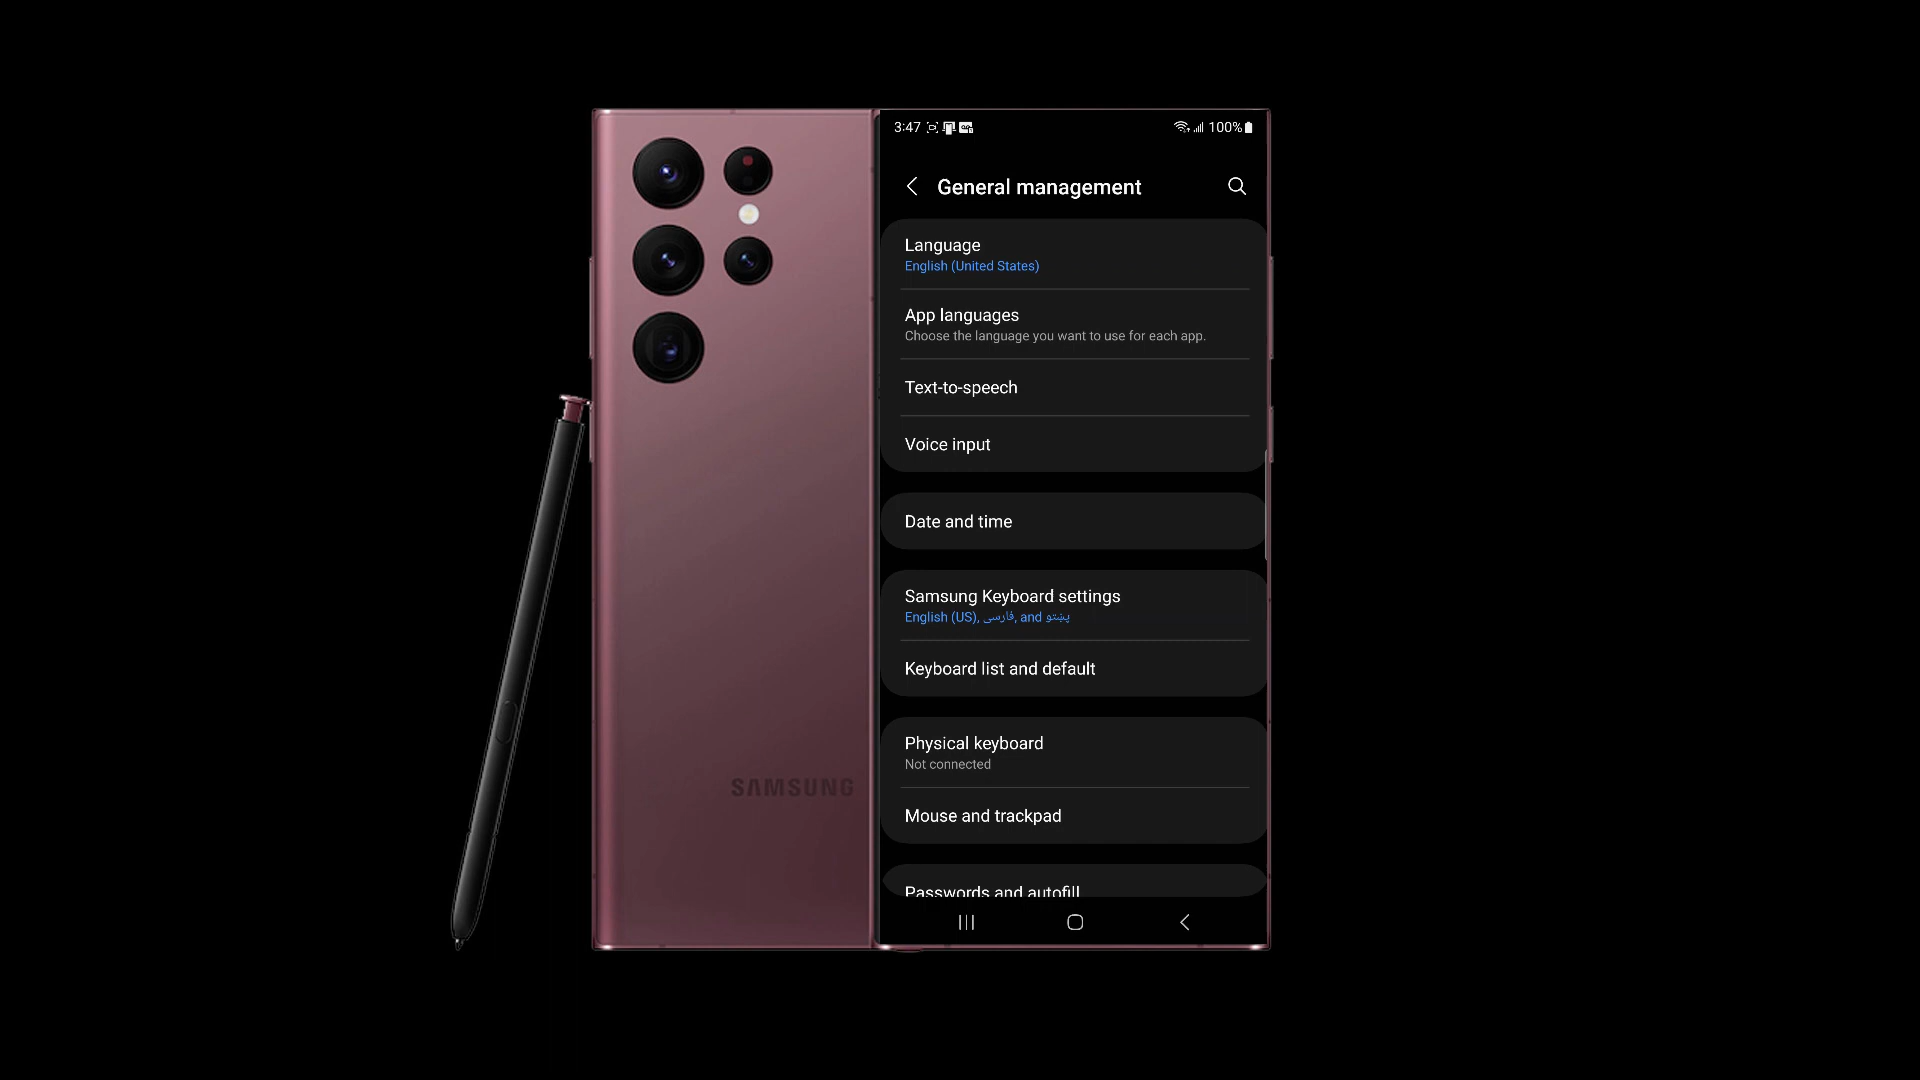 SAMSUNG
3:47
100%
General management
Language
English (United States)
App languages
Choose the language you want to use for each app.
Text-to-speech
Voice input
Date and time
Samsung Keyboard settings
English (US), فارسی, and پښتو
Keyboard list and default
Physical keyboard
Not connected
Mouse and trackpad
Passwords and autofill